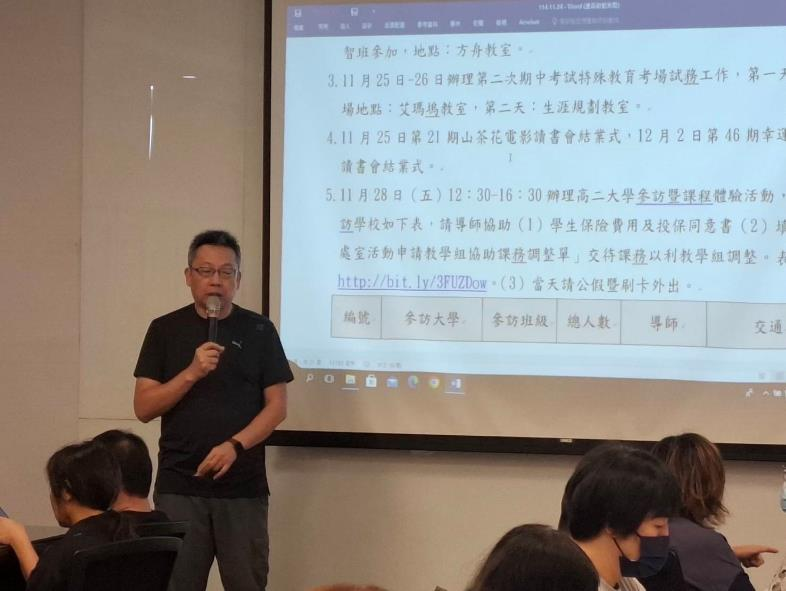 114.11.24 - Word
Acrobat
智班參加，地點：方舟教室。
3.11 月 25 日-26 日辦理第二次期中考試特殊教育考場試務工作，第一天
場地點：艾瑪塢教室，第二天：生涯規劃教室。
4.11 月 25 日第 21 期山茶花電影讀書會結業式，12 月 2 日第 46 期幸運
讀書會結業式。
5.11 月 28 日（五）12：30-16：30 辦理高二大學參訪暨課程體驗活動，
訪學校如下表，請導師協助（1）學生保險費用及投保同意書（2）填
處室活動申請教學組協助課務調整單」交待課務以利教學組調整。表
http://bit.ly/3FUZDow。(3) 當天請公假暨刷卡外出。
編號 參訪大學 參訪班級 總人數 導師 交通